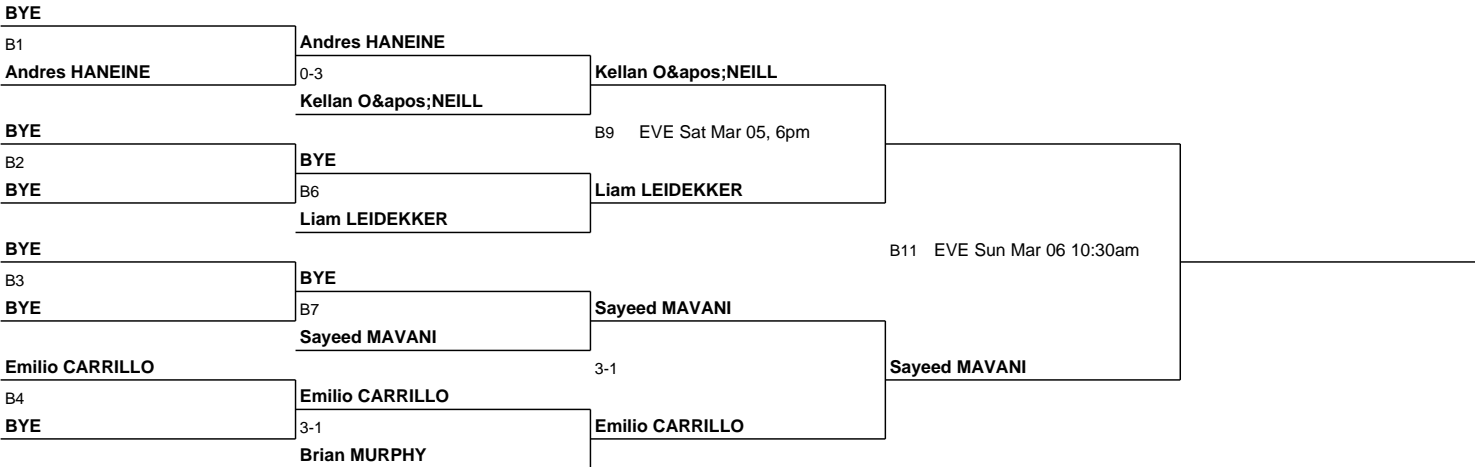 BYE
B1
Andres HANEINE
Andres HANEINE
0-3
Kellan O&apos;NEILL
Kellan O&apos;NEILL
BYE
B9 EVE Sat Mar 05, 6pm
B2
BYE
BYE
B6
Liam LEIDEKKER
Liam LEIDEKKER
BYE
B11 EVE Sun Mar 06 10:30am
B3
BYE
BYE
B7
Sayeed MAVANI
Sayeed MAVANI
Emilio CARRILLO
3-1
Sayeed MAVANI
B4
Emilio CARRILLO
BYE
3-1
Emilio CARRILLO
Brian MURPHY